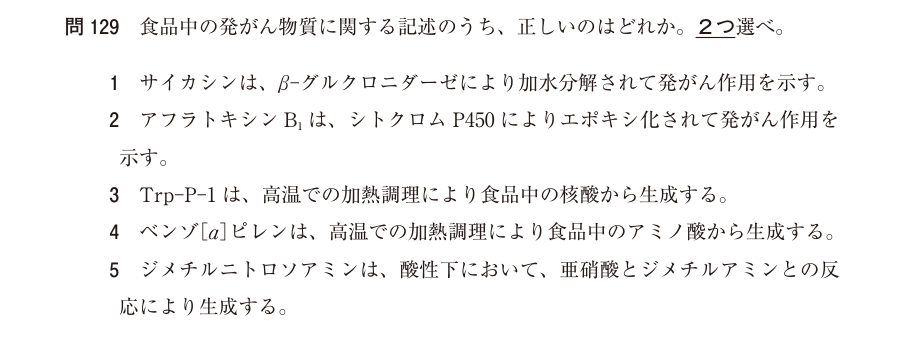 問129 食品中の発がん物質に関する記述のうち、正しいのはどれか。2つ選べ。
1 サイカシンは、β-グルクロニダーゼにより加水分解されて発がん作用を示す。
2 アフラトキシンB₁は、シトクロムP450によりエポキシ化されて発がん作用を
示す。
3 Trp-P-1は、高温での加熱調理により食品中の核酸から生成する。
4 ベンゾ[a]ピレンは、高温での加熱調理により食品中のアミノ酸から生成する。
5 ジメチルニトロソアミンは、酸性下において、亜硝酸とジメチルアミンとの反
応により生成する。